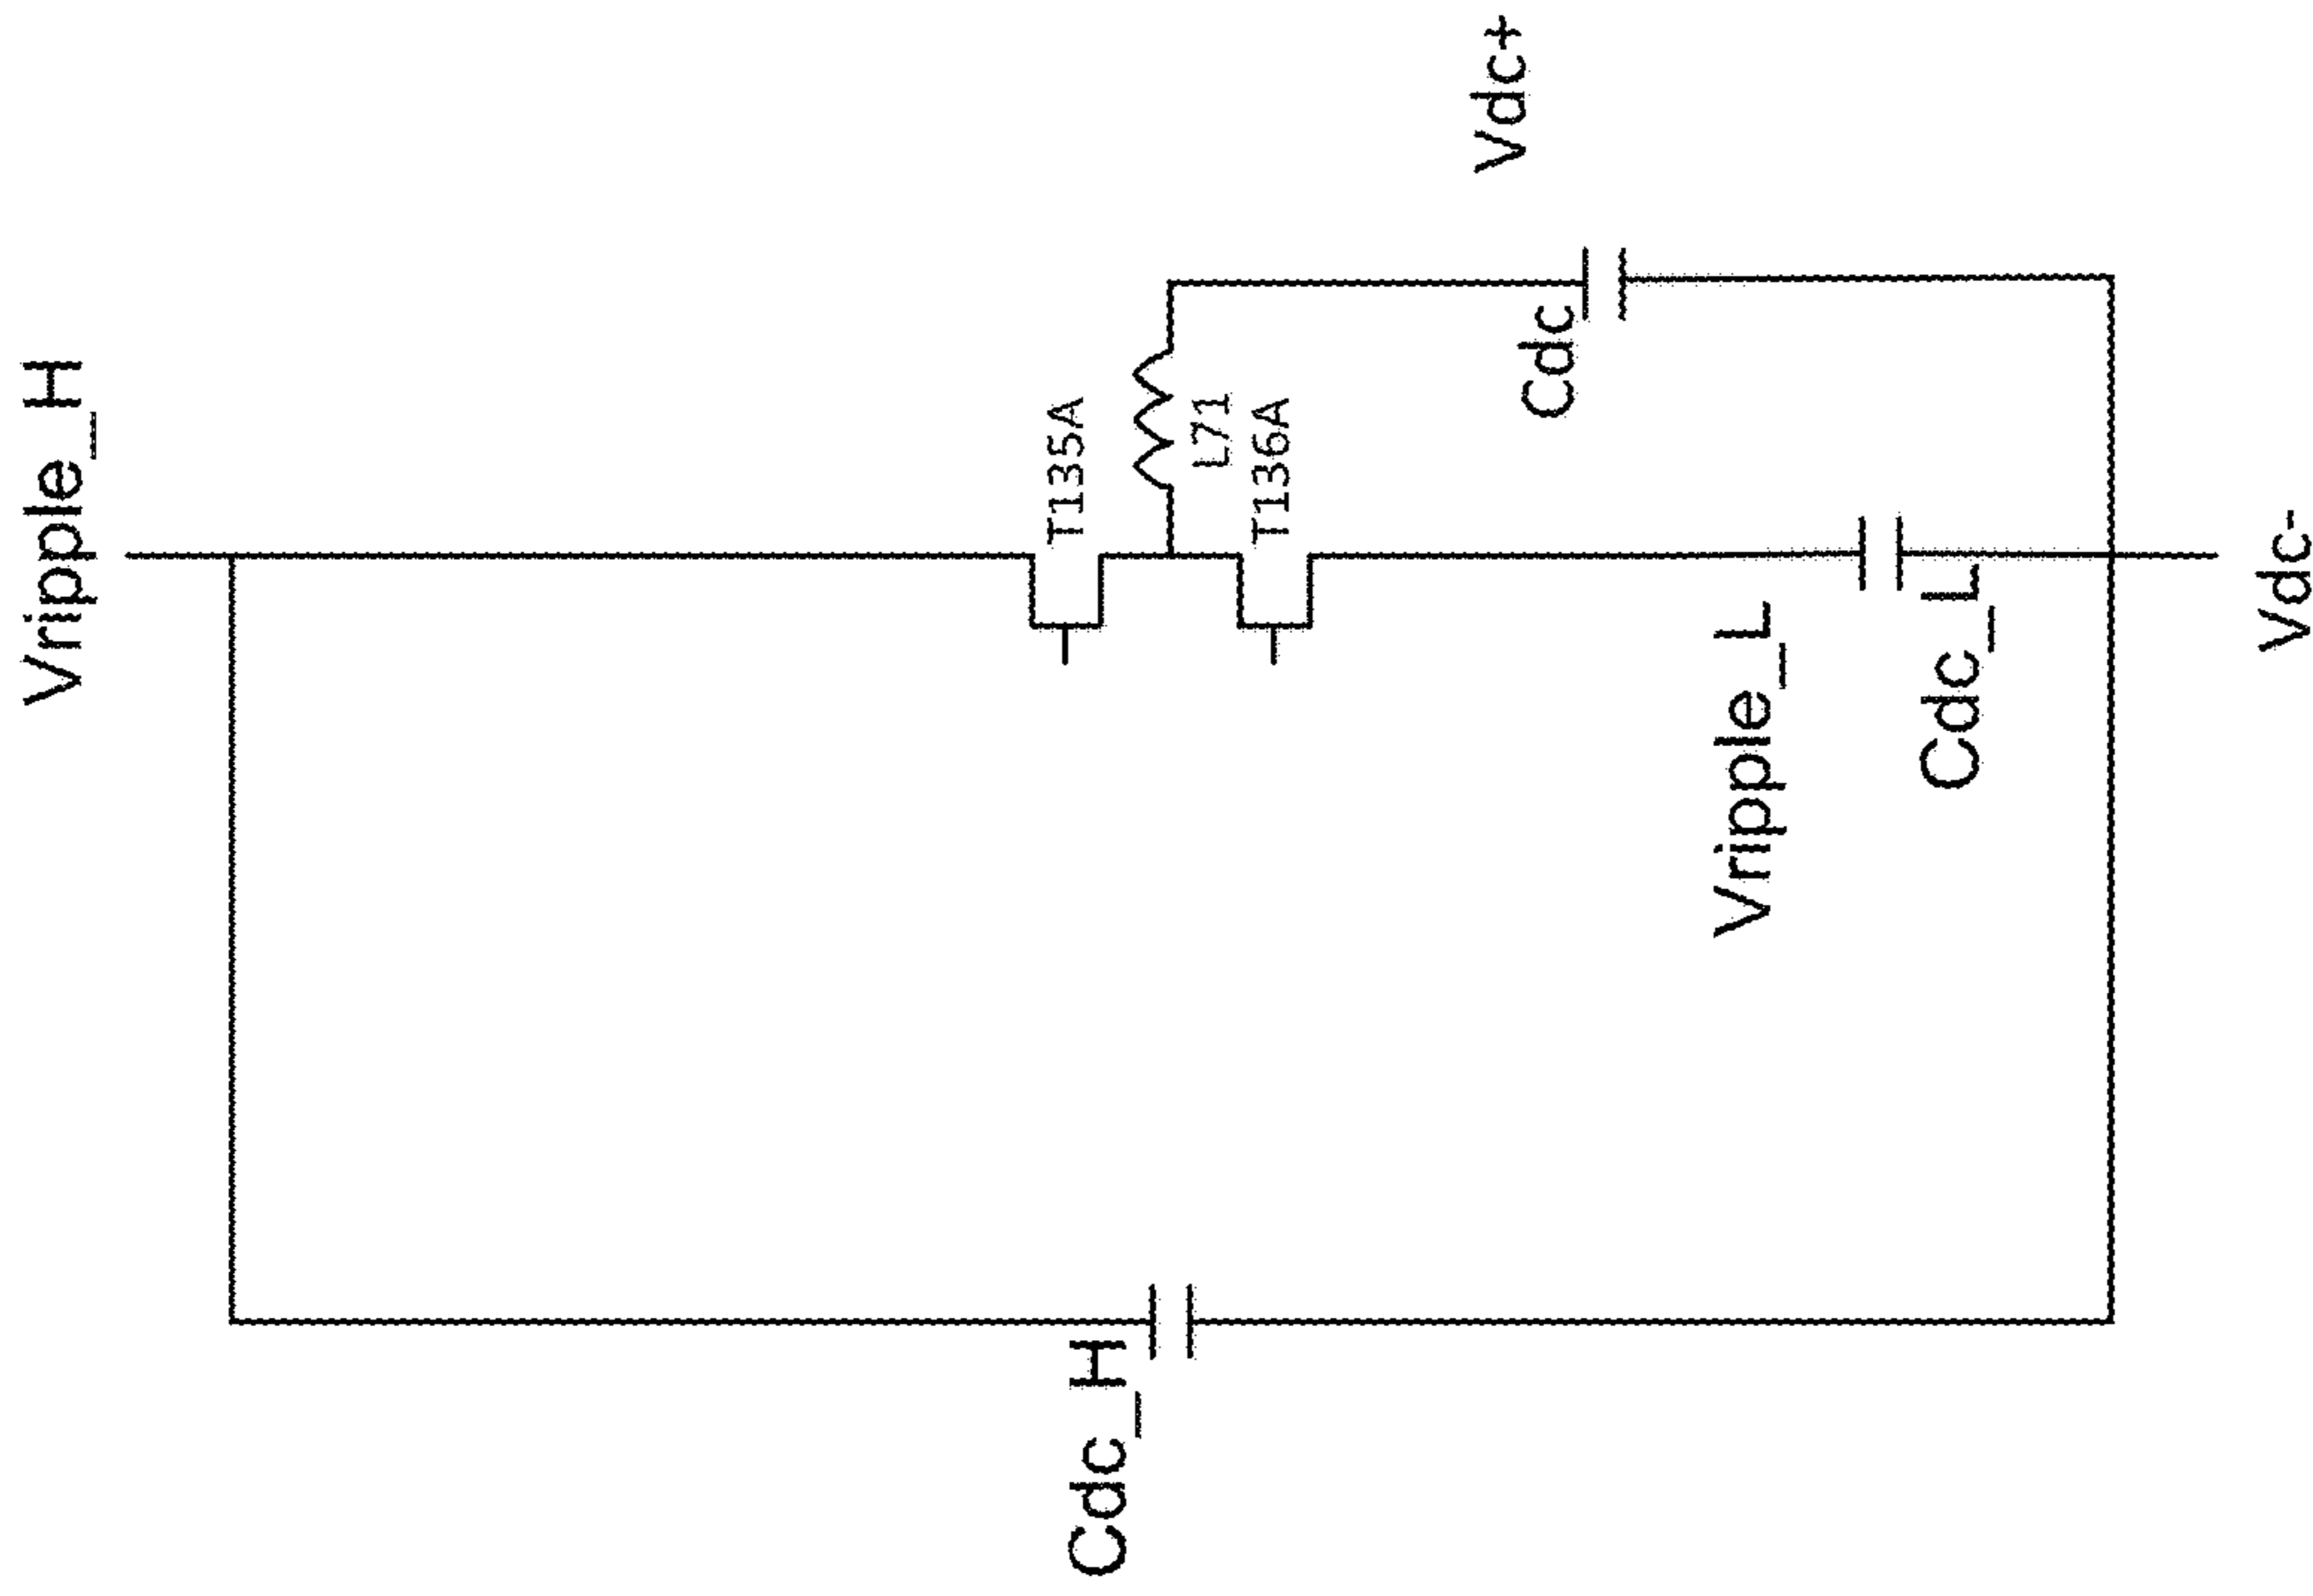 Vripple_H
Vdc+
T135A
L71
T136A
Cdc
Vripple_L
Cdc_L
Vdc-
Cdc_H